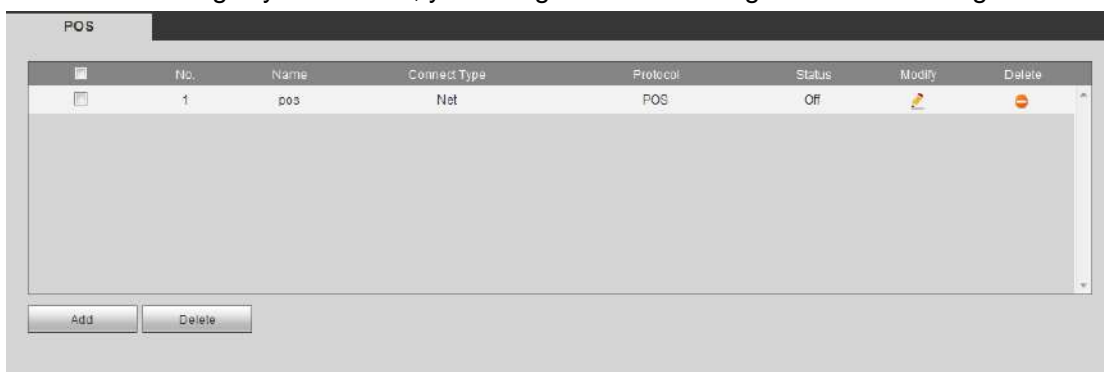 POS
No. Name Connect Type Protocol Status Modify Delete
1 pos Net POS Off
Add Delete